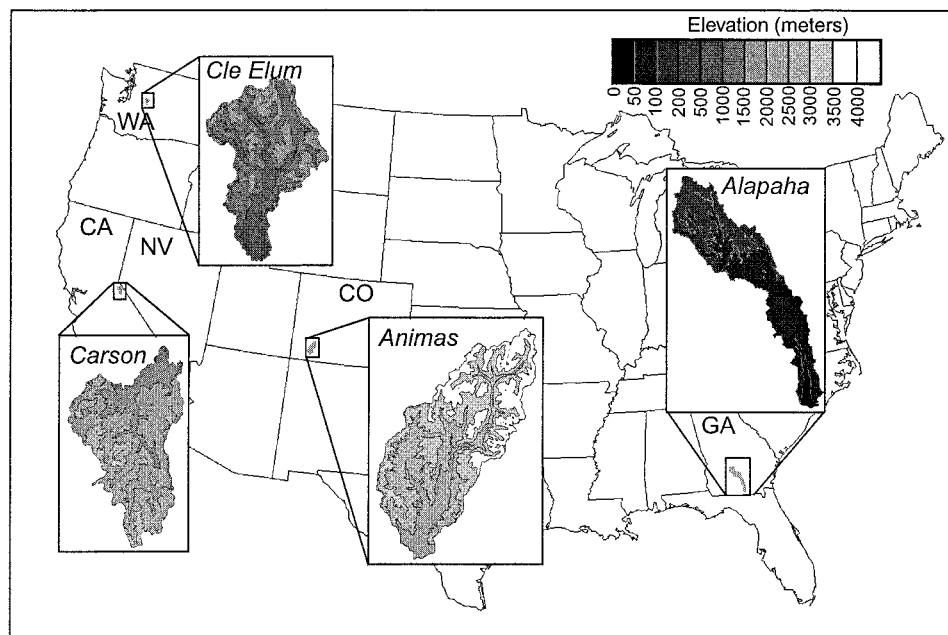 Elevation (meters)
0
50
100
200
500
1000
1500
2000
2500
3000
3500
4000
Cle Elum
WA
Alapaha
CA
NV
CO
Carson
Animas
GA